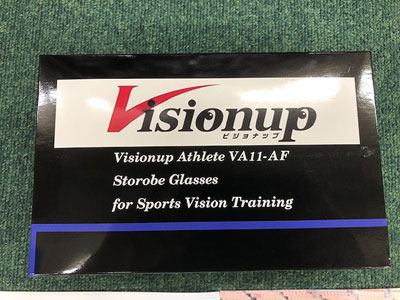 Visionup
ビジョナップ
Visionup Athlete VA11-AF
Storobe Glasses
for Sports Vision Training